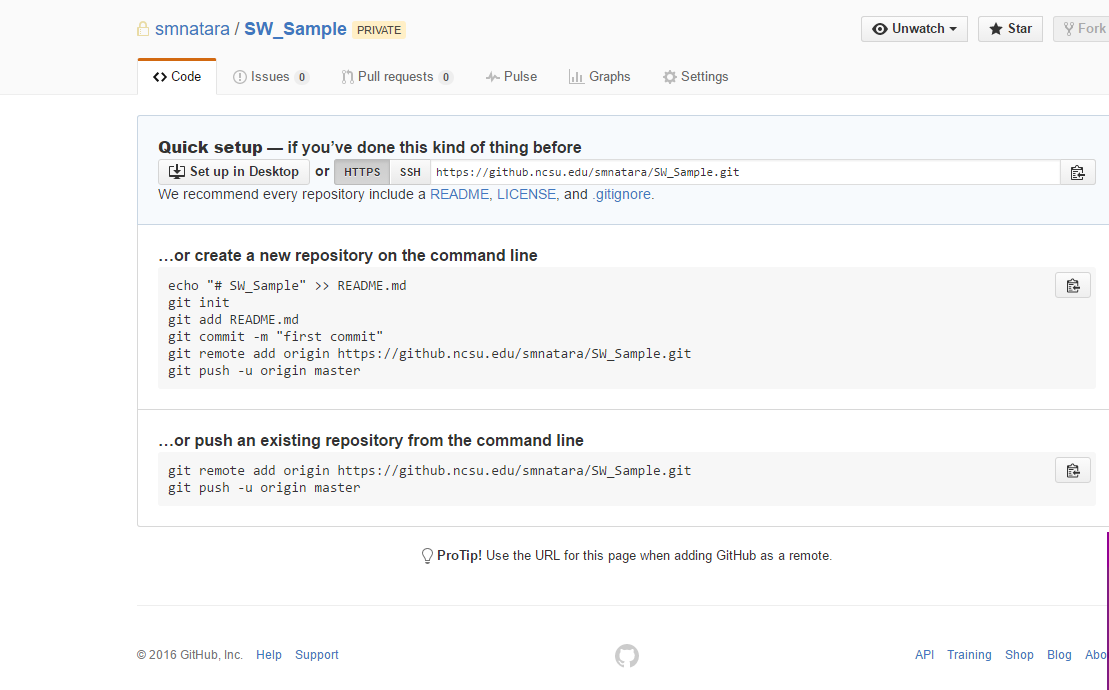 smnatara / SW_Sample PRIVATE
Unwatch Star Fork
Code Issues 0 Pull requests 0 Pulse Graphs Settings
Quick setup — if you’ve done this kind of thing before
Set up in Desktop or HTTPS SSH https://github.ncsu.edu/smnatara/SW_Sample.git
We recommend every repository include a README, LICENSE, and .gitignore.
…or create a new repository on the command line
echo "# SW_Sample" >> README.md
git init
git add README.md
git commit -m "first commit"
git remote add origin https://github.ncsu.edu/smnatara/SW_Sample.git
git push -u origin master
…or push an existing repository from the command line
git remote add origin https://github.ncsu.edu/smnatara/SW_Sample.git
git push -u origin master
ProTip! Use the URL for this page when adding GitHub as a remote.
© 2016 GitHub, Inc. Help Support API Training Shop Blog Abo